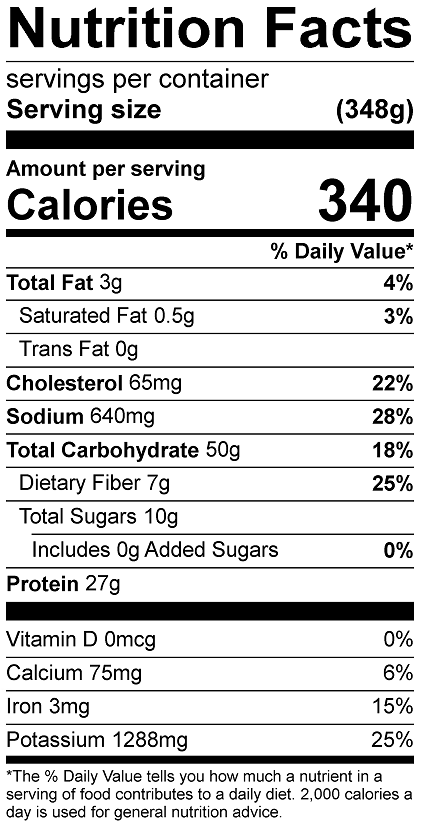 Nutrition Facts
servings per container
Serving size (348g)
Amount per serving
Calories 340
% Daily Value*
Total Fat 3g 4%
Saturated Fat 0.5g 3%
Trans Fat 0g
Cholesterol 65mg 22%
Sodium 640mg 28%
Total Carbohydrate 50g 18%
Dietary Fiber 7g 25%
Total Sugars 10g
Includes 0g Added Sugars 0%
Protein 27g
Vitamin D 0mcg 0%
Calcium 75mg 6%
Iron 3mg 15%
Potassium 1288mg 25%
*The % Daily Value tells you how much a nutrient in a
serving of food contributes to a daily diet. 2,000 calories a
day is used for general nutrition advice.